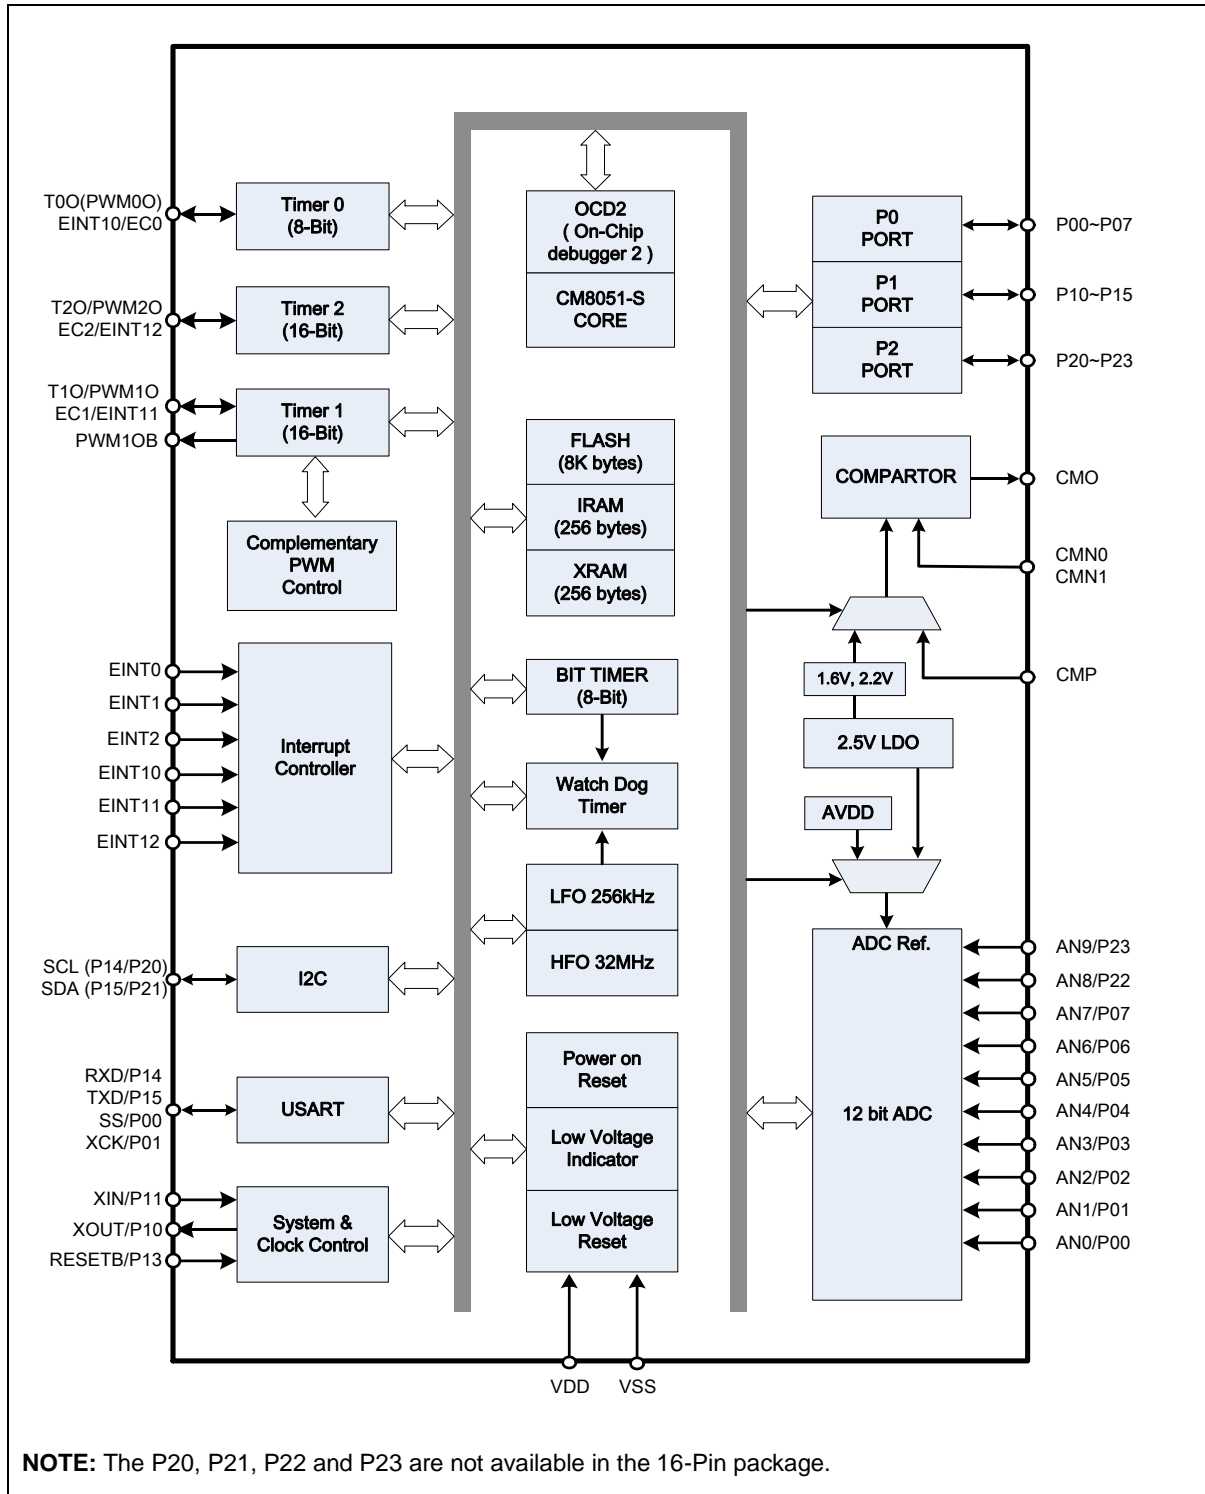 T0O(PWM0O)
EINT10/EC0
Timer 0
(8-Bit)
T2O/PWM2O
EC2/EINT12
Timer 2
(16-Bit)
T1O/PWM1O
EC1/EINT11
PWM1OB
Timer 1
(16-Bit)
Complementary
PWM
Control
EINT0
EINT1
EINT2
EINT10
EINT11
EINT12
Interrupt
Controller
SCL (P14/P20)
SDA (P15/P21)
I2C
RXD/P14
TXD/P15
SS/P00
XCK/P01
USART
XIN/P11
XOUT/P10
RESETB/P13
System &
Clock Control
OCD2
( On-Chip
debugger 2 )
CM8051-S
CORE
FLASH
(8K bytes)
IRAM
(256 bytes)
XRAM
(256 bytes)
BIT TIMER
(8-Bit)
Watch Dog
Timer
LFO 256kHz
HFO 32MHz
Power on
Reset
Low Voltage
Indicator
Low Voltage
Reset
VDD
VSS
P0
PORT
P1
PORT
P2
PORT
P00~P07
P10~P15
P20~P23
COMPARTOR
CMO
CMN0
CMN1
CMP
1.6V, 2.2V
2.5V LDO
AVDD
ADC Ref.
12 bit ADC
AN9/P23
AN8/P22
AN7/P07
AN6/P06
AN5/P05
AN4/P04
AN3/P03
AN2/P02
AN1/P01
AN0/P00
NOTE: The P20, P21, P22 and P23 are not available in the 16-Pin package.